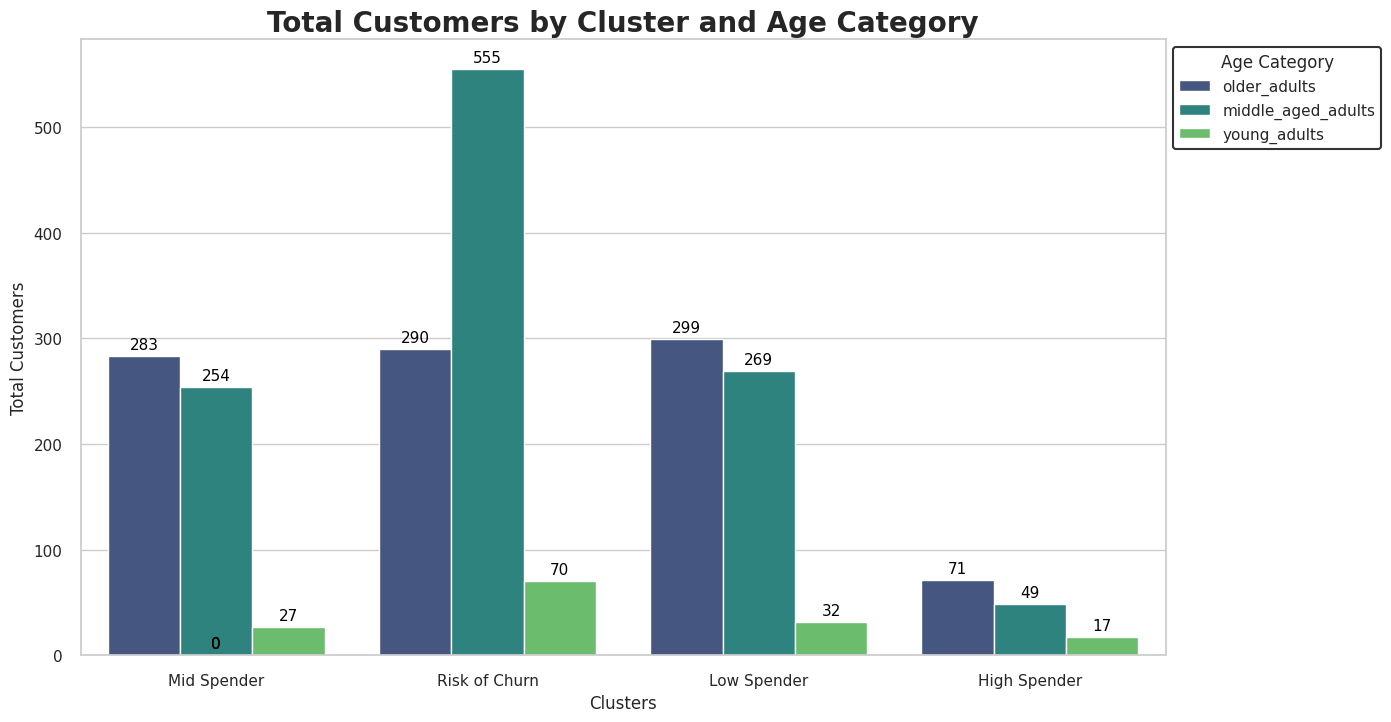 Total Customers by Cluster and Age Category
Age Category
older_adults
middle_aged_adults
young_adults
Total Customers
500
400
300
200
100
0
283
254
0
27
290
555
70
299
269
32
71
49
17
Mid Spender
Risk of Churn
Low Spender
High Spender
Clusters